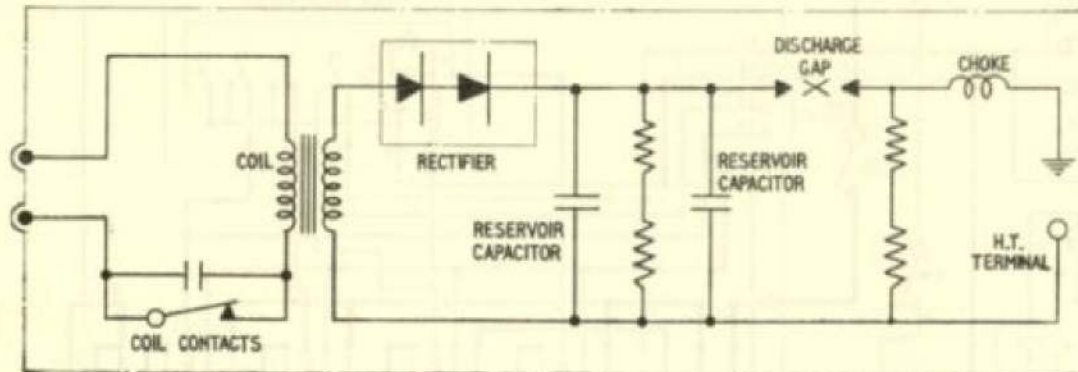 DISCHARGE
GAP
CHOKE
COIL
RECTIFIER
RESERVOIR
CAPACITOR
RESERVOIR
CAPACITOR
H.T.
TERMINAL
COIL CONTACTS